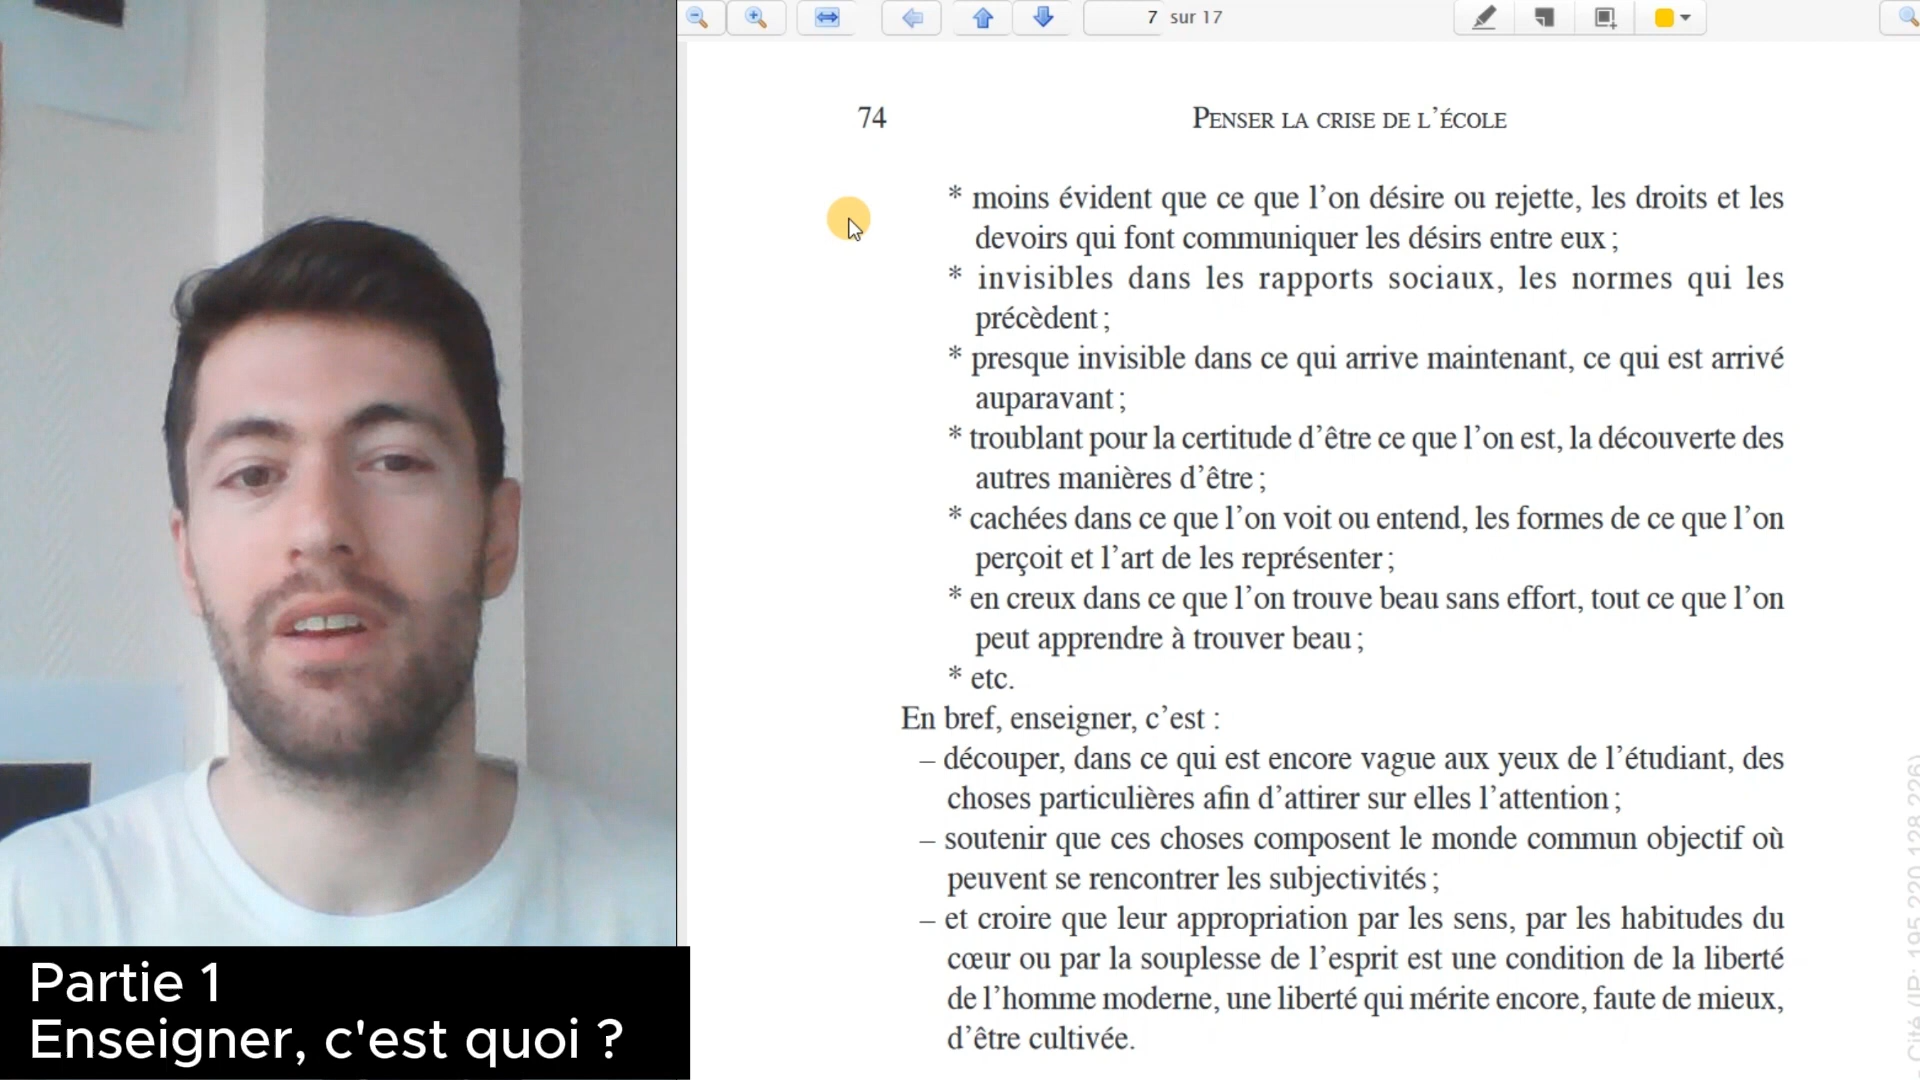 7 sur 17
74 PENSER LA CRISE DE L'ÉCOLE
* moins évident que ce que l'on désire ou rejette, les droits et les
devoirs qui font communiquer les désirs entre eux ;
* invisibles dans les rapports sociaux, les normes qui les
précèdent ;
* presque invisible dans ce qui arrive maintenant, ce qui est arrivé
auparavant ;
* troublant pour la certitude d'être ce que l'on est, la découverte des
autres manières d'être ;
* cachées dans ce que l'on voit ou entend, les formes de ce que l'on
perçoit et l'art de les représenter ;
* en creux dans ce que l'on trouve beau sans effort, tout ce que l'on
peut apprendre à trouver beau ;
* etc.
En bref, enseigner, c'est :
– découper, dans ce qui est encore vague aux yeux de l'étudiant, des
choses particulières afin d'attirer sur elles l'attention ;
– soutenir que ces choses composent le monde commun objectif où
peuvent se rencontrer les subjectivités ;
– et croire que leur appropriation par les sens, par les habitudes du
cœur ou par la souplesse de l'esprit est une condition de la liberté
de l'homme moderne, une liberté qui mérite encore, faute de mieux,
d'être cultivée.
Cité (IP: 195.220.128.226)
Partie 1
Enseigner, c'est quoi ?